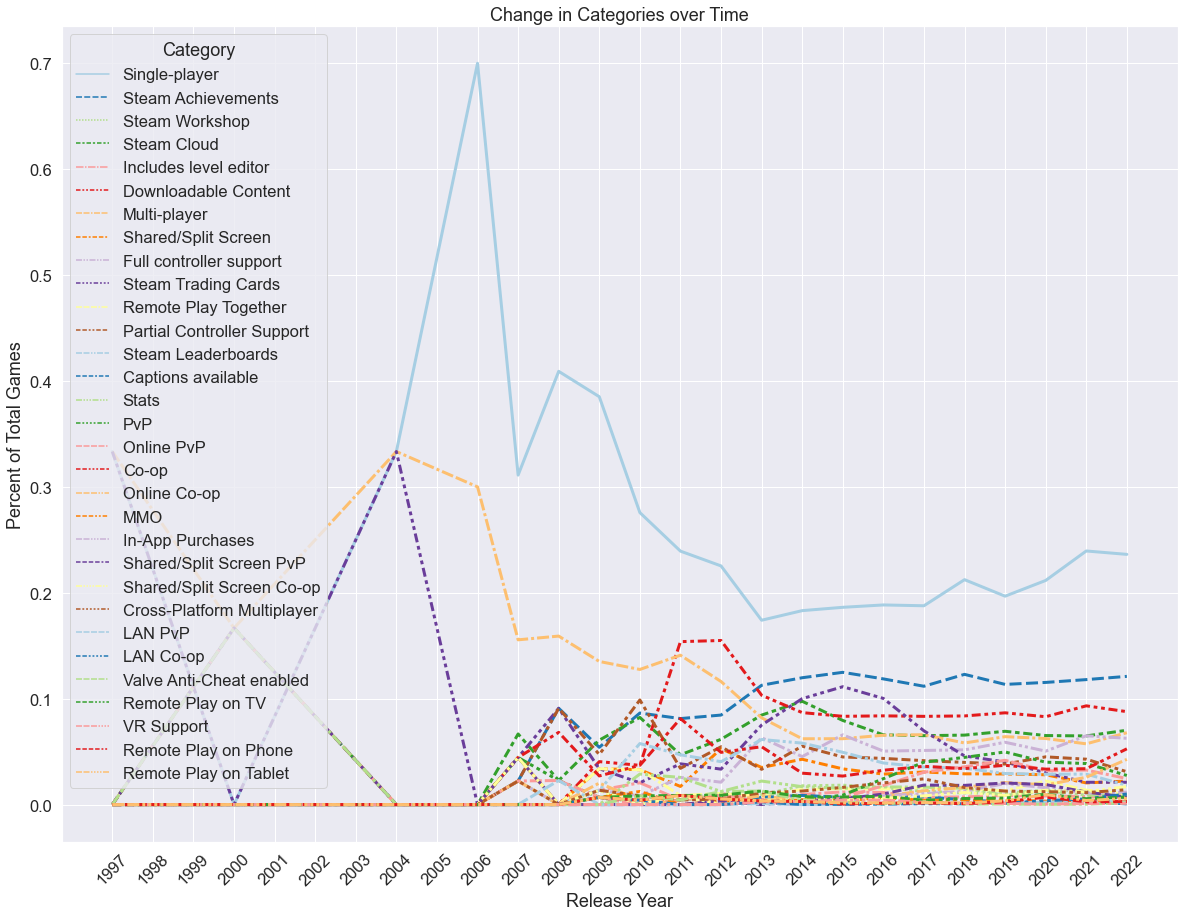 Change in Categories over Time
Percent of Total Games
0.7
0.6
0.5
0.4
0.3
0.2
0.1
0.0
Category
Single-player
Steam Achievements
Steam Workshop
Steam Cloud
Includes level editor
Downloadable Content
Multi-player
Shared/Split Screen
Full controller support
Steam Trading Cards
Remote Play Together
Partial Controller Support
Steam Leaderboards
Captions available
Stats
PvP
Online PvP
Co-op
Online Co-op
MMO
In-App Purchases
Shared/Split Screen PvP
Shared/Split Screen Co-op
Cross-Platform Multiplayer
LAN PvP
LAN Co-op
Valve Anti-Cheat enabled
Remote Play on TV
VR Support
Remote Play on Phone
Remote Play on Tablet
1997 1998 1999 2000 2001 2002 2003 2004 2005 2006 2007 2008 2009 2010 2011 2012 2013 2014 2015 2016 2017 2018 2019 2020 2021 2022
Release Year